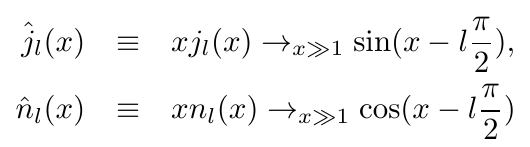 ĵ_l(x) ≡ x j_l(x) →_{x≫1} sin(x − l π/2),
n̂_l(x) ≡ x n_l(x) →_{x≫1} cos(x − l π/2)